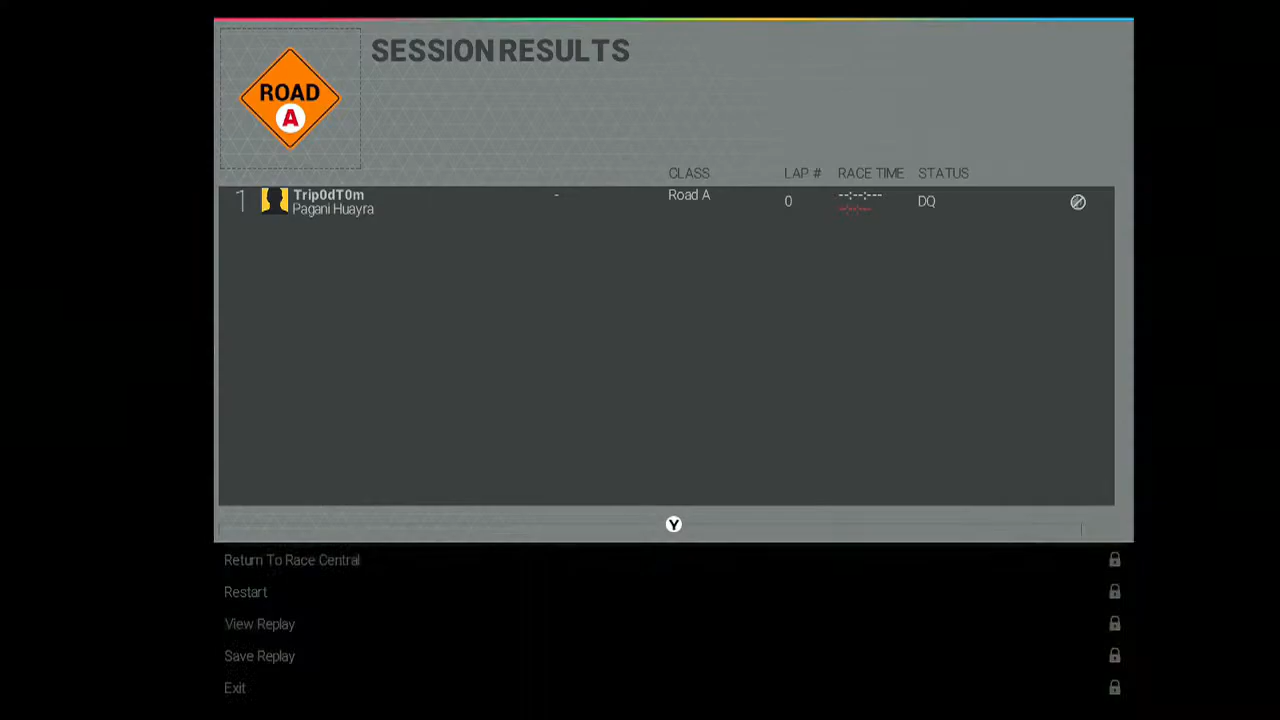 ROAD
A
SESSION RESULTS
CLASS LAP # RACE TIME STATUS
1 Trip0dT0m - Road A 0 --:--:--- DQ
Pagani Huayra --:--:---
Y
Return To Race Central
Restart
View Replay
Save Replay
Exit